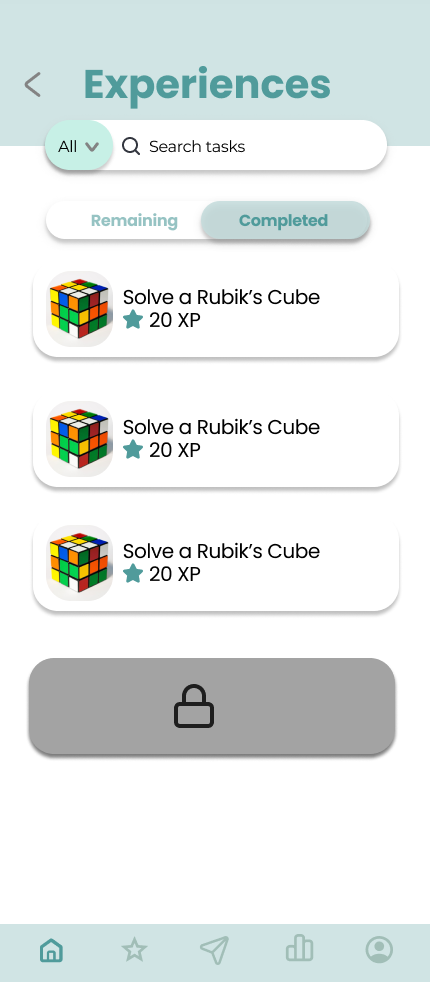 Experiences
All
Search tasks
Remaining
Completed
Solve a Rubik’s Cube
20 XP
Solve a Rubik’s Cube
20 XP
Solve a Rubik’s Cube
20 XP